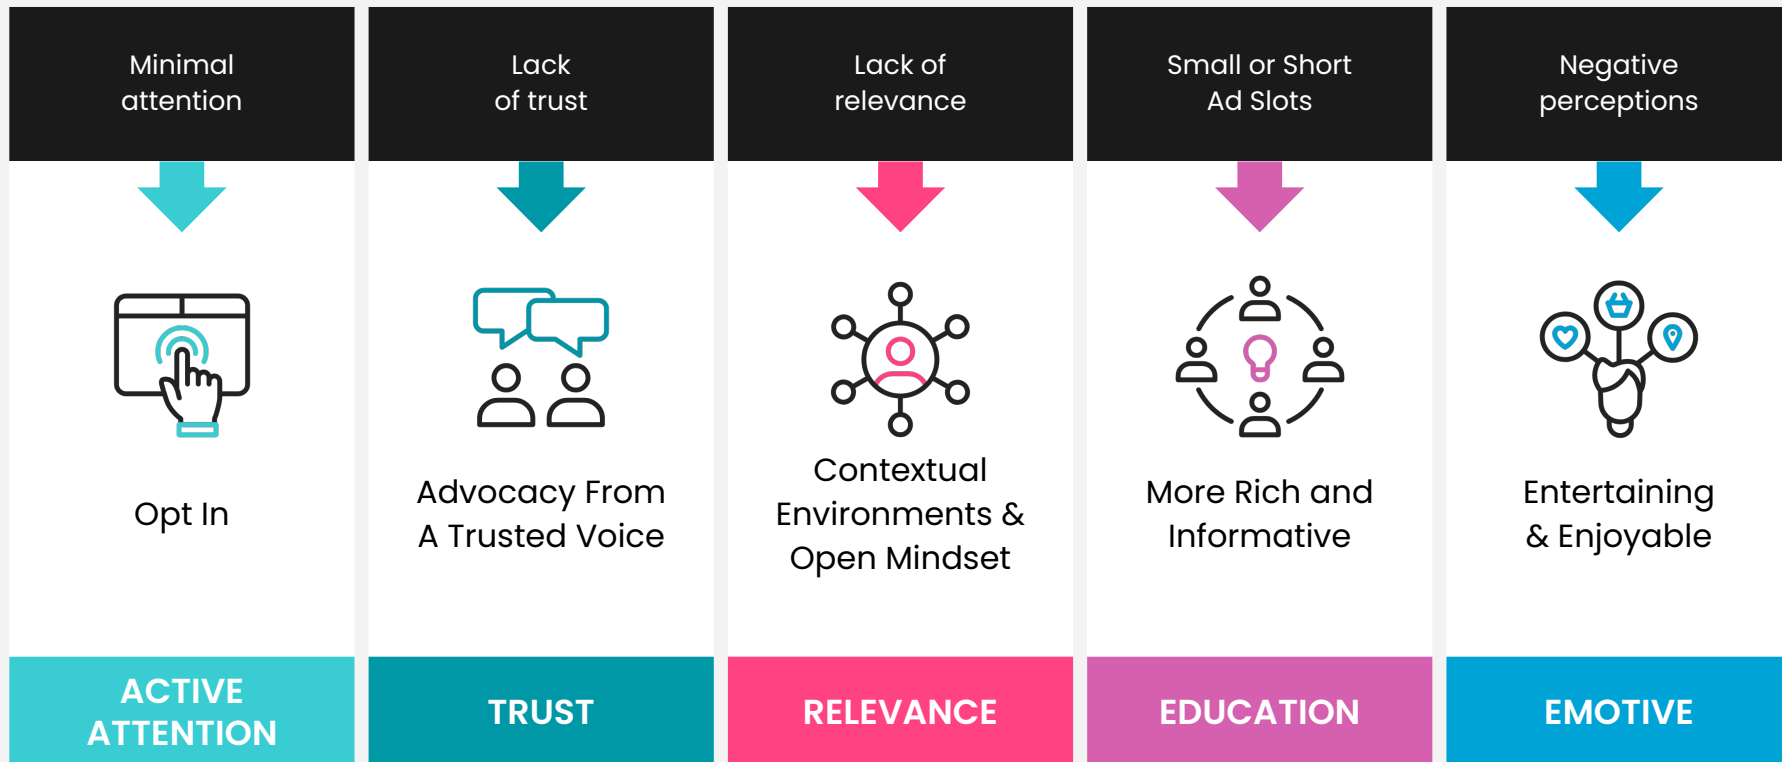 Minimal
attention
Lack
of trust
Lack of
relevance
Small or Short
Ad Slots
Negative
perceptions
Opt In
Advocacy From
A Trusted Voice
Contextual
Environments &
Open Mindset
More Rich and
Informative
Entertaining
& Enjoyable
ACTIVE
ATTENTION
TRUST
RELEVANCE
EDUCATION
EMOTIVE